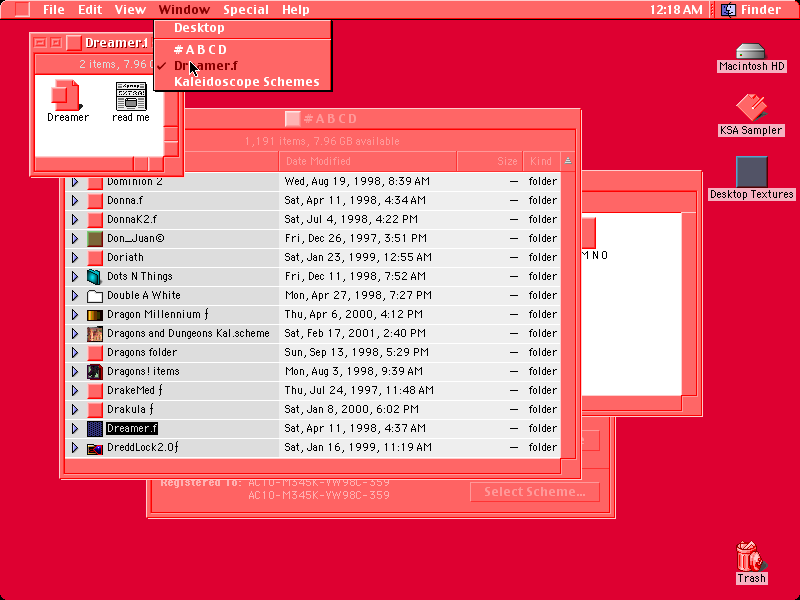 File Edit View Window Special Help 12:18 AM Finder
Desktop
# A B C D
✓ Dreamer.f
Kaleidoscope Schemes
Dreamer.f
2 items, 7.96 G
Dreamer
read me
# A B C D
1,191 items, 7.96 GB available
Date Modified Size Kind
Dominion 2 Wed, Aug 19, 1998, 8:39 AM — folder
Donna.f Sat, Apr 11, 1998, 4:34 AM — folder
DonnaK2.f Sat, Jul 4, 1998, 4:22 PM — folder
Don_Juan© Fri, Dec 26, 1997, 3:51 PM — folder
Doriath Sat, Jan 23, 1999, 12:55 AM — folder
Dots N Things Fri, Dec 11, 1998, 7:52 AM — folder
Double A White Mon, Apr 27, 1998, 7:27 PM — folder
Dragon Millennium ƒ Thu, Apr 6, 2000, 4:12 PM — folder
Dragons and Dungeons Kal.scheme Sat, Feb 17, 2001, 2:40 PM — folder
Dragons folder Sun, Sep 13, 1998, 5:29 PM — folder
Dragons! items Mon, Aug 3, 1998, 9:39 AM — folder
DrakeMed ƒ Thu, Jul 24, 1997, 11:48 AM — folder
Drakula ƒ Sat, Jan 8, 2000, 6:02 PM — folder
Dreamer.f Sat, Apr 11, 1998, 4:37 AM — folder
DreddLock2.0ƒ Sat, Jan 16, 1999, 11:19 AM — folder
M N O
Registered To: AC10-M345K-VW98C-359
AC10-M345K-VW98C-359
Select Scheme...
Macintosh HD
KSA Sampler
Desktop Textures
Trash